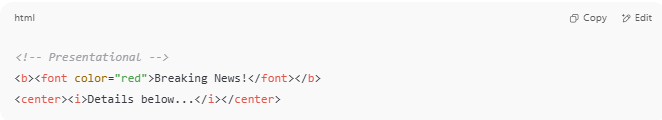 html
Copy
Edit
<!-- Presentational -->
<b><font color="red">Breaking News!</font></b>
<center><i>Details below...</i></center>